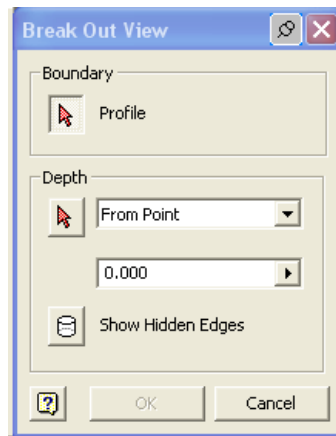 Break Out View
Boundary
Profile
Depth
From Point
0.000
Show Hidden Edges
?
OK
Cancel